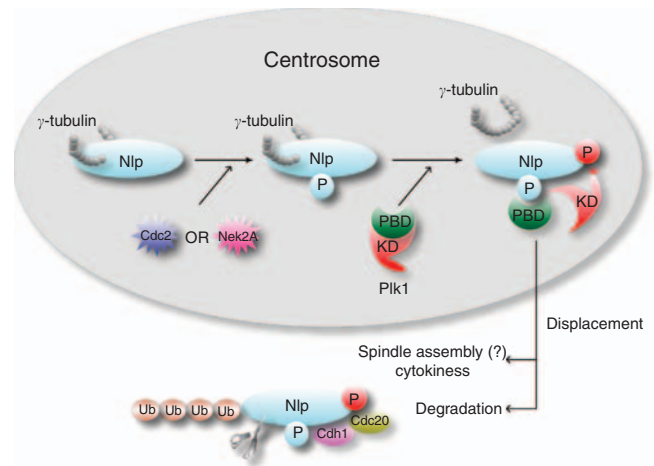 Centrosome
γ-tubulin
Nlp
γ-tubulin
Nlp
P
γ-tubulin
Nlp
P
P
PBD
KD
Cdc2
OR
Nek2A
PBD
KD
Plk1
Displacement
Spindle assembly (?)
cytokiness
Degradation
Ub Ub Ub Ub
Nlp
P
P
Cdh1
Cdc20